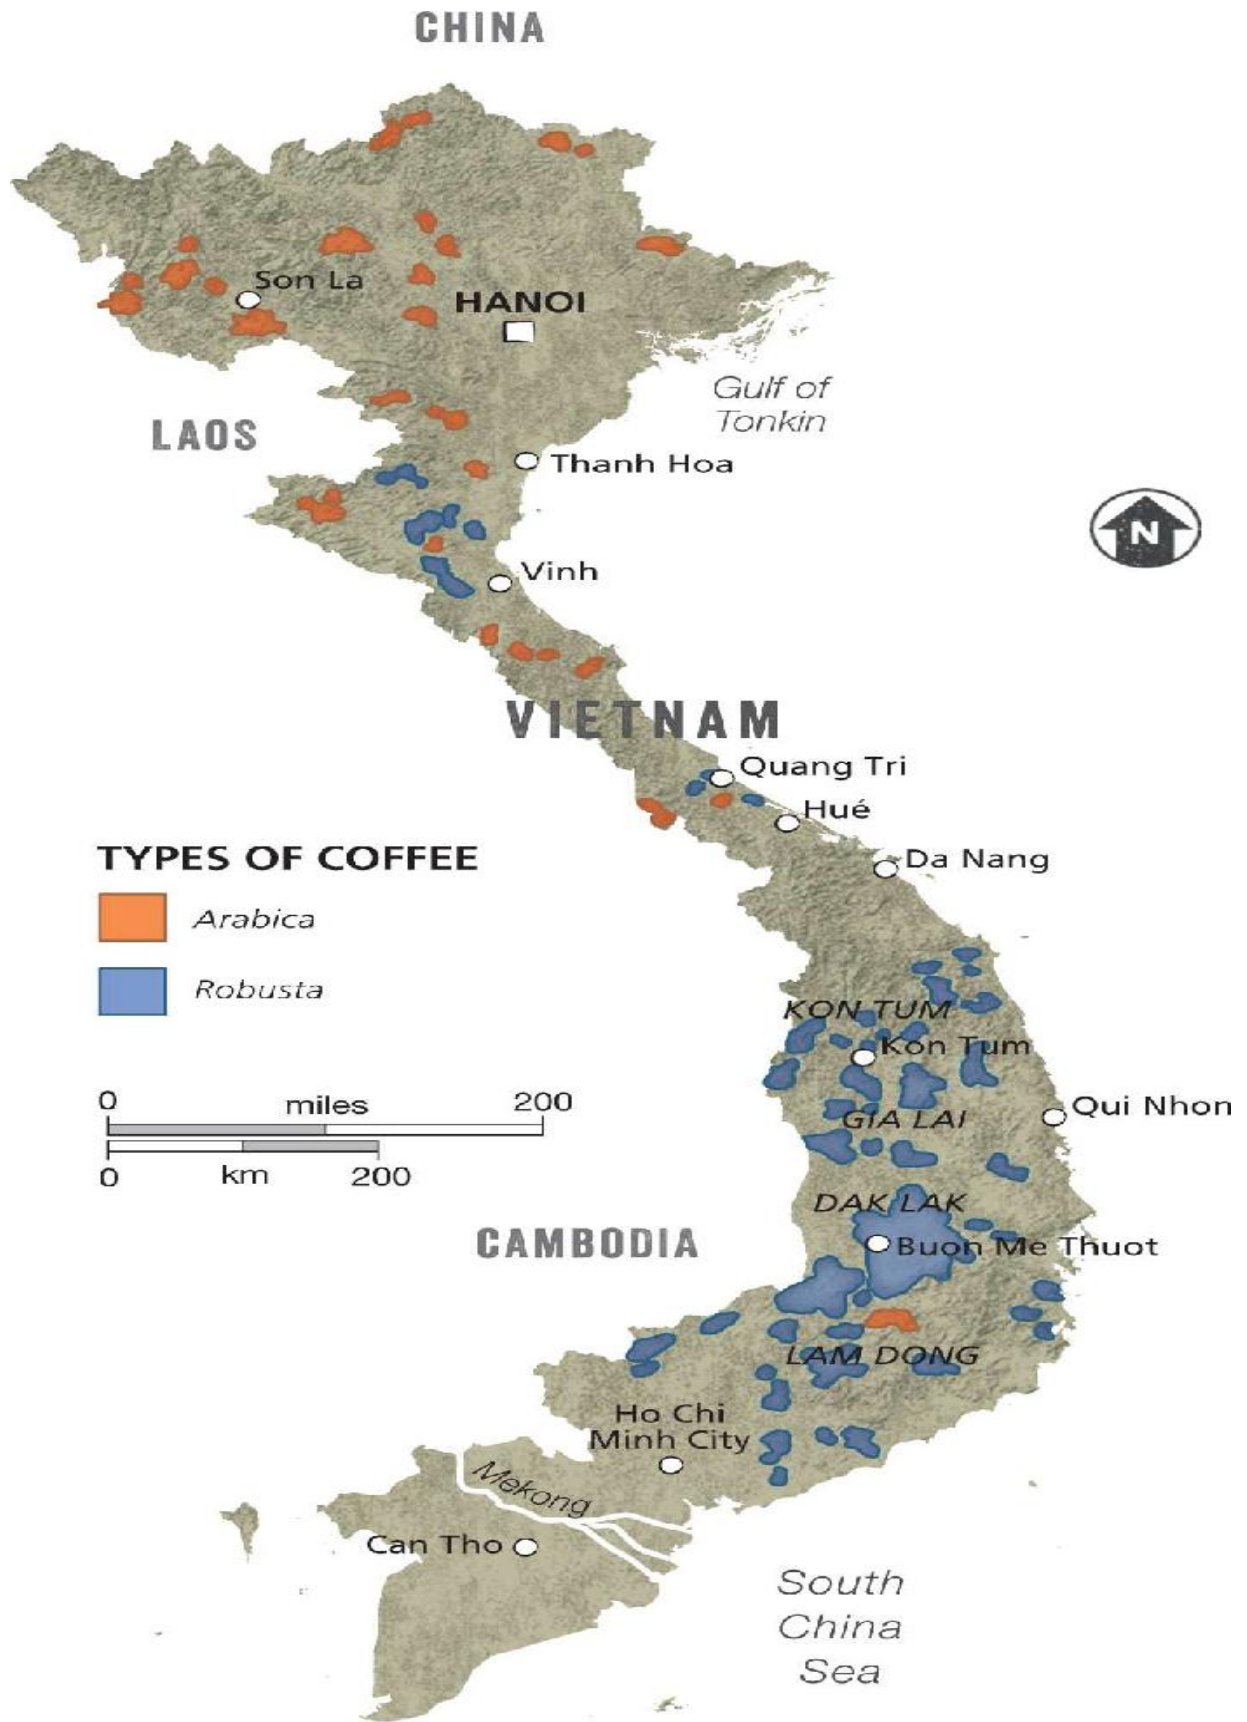 CHINA
Son La
HANOI
Gulf of
Tonkin
LAOS
Thanh Hoa
N
Vinh
VIETNAM
Quang Tri
Hué
Da Nang
TYPES OF COFFEE
Arabica
Robusta
KON TUM
Kon Tum
0 miles 200
0 km 200
Qui Nhon
GIA LAI
DAK LAK
CAMBODIA
Buon Me Thuot
LAM DONG
Ho Chi
Minh City
Mekong
Can Tho
South
China
Sea